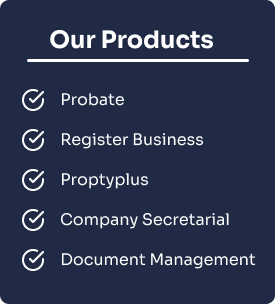 Our Products
Probate
Register Business
Proptyplus
Company Secretarial
Document Management